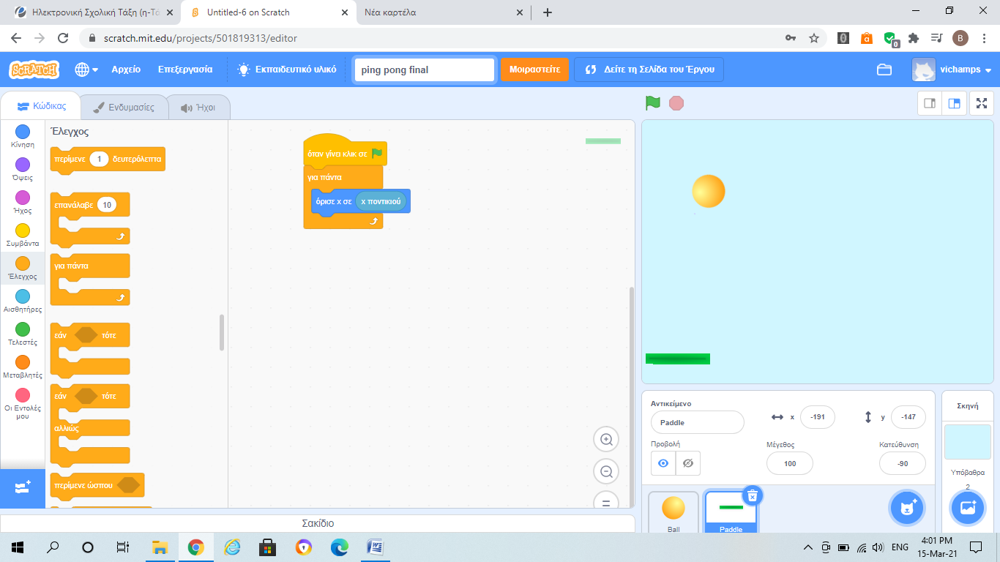 Ηλεκτρονική Σχολική Τάξη (η-Τά
Untitled-6 on Scratch
Νέα καρτέλα
scratch.mit.edu/projects/501819313/editor
0
B
SCRATCH
Αρχείο
Επεξεργασία
Εκπαιδευτικό υλικό
ping pong final
Μοιραστείτε
Δείτε τη Σελίδα του Έργου
vichamps
Κώδικας
Ενδυμασίες
Ήχοι
Κίνηση
Όψεις
Ήχος
Συμβάντα
Έλεγχος
Αισθητήρες
Τελεστές
Μεταβλητές
Οι Εντολές
μου
Έλεγχος
περίμενε 1 δευτερόλεπτα
επανάλαβε 10
για πάντα
εάν τότε
εάν τότε
αλλιώς
περίμενε ώσπου
όταν γίνει κλικ σε
για πάντα
όρισε x σε x ποντικιού
Σακίδιο
Αντικείμενο
Paddle
x -191
y -147
Προβολή
Μέγεθος
100
Κατεύθυνση
-90
Ball
Paddle
Σκηνή
Υπόβαθρα
2
ENG
4:01 PM
15-Mar-21